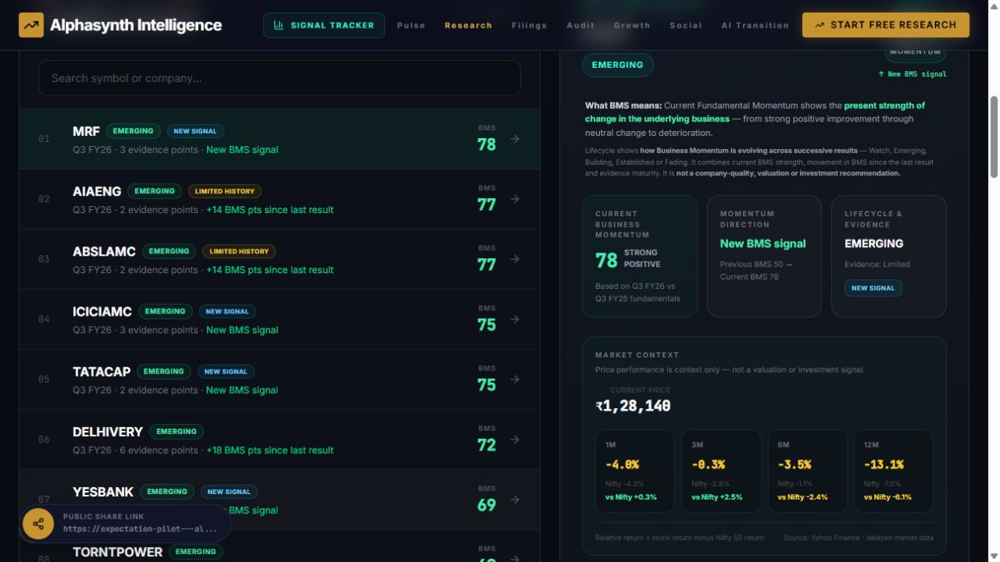 Alphasynth Intelligence
SIGNAL TRACKER
Pulse
Research
Filings
Audit
Growth
Social
AI Transition
START FREE RESEARCH
Search symbol or company...
01
MRF
EMERGING
NEW SIGNAL
Q3 FY26 · 3 evidence points · New BMS signal
BMS
78
→
02
AIAENG
EMERGING
LIMITED HISTORY
Q3 FY26 · 2 evidence points · +14 BMS pts since last result
BMS
77
→
03
ABSLAMC
EMERGING
LIMITED HISTORY
Q3 FY26 · 2 evidence points · +14 BMS pts since last result
BMS
77
→
04
ICICIAMC
EMERGING
NEW SIGNAL
Q3 FY26 · 3 evidence points · New BMS signal
BMS
75
→
05
TATACAP
EMERGING
NEW SIGNAL
Q3 FY26 · 2 evidence points · New BMS signal
BMS
75
→
06
DELHIVERY
EMERGING
Q3 FY26 · 6 evidence points · +18 BMS pts since last result
BMS
72
→
07
YESBANK
EMERGING
NEW SIGNAL
BMS signal
BMS
69
→
PUBLIC SHARE LINK
https://expectation-pilot---al...
08
TORNTPOWER
EMERGING
BMS
→
EMERGING
MOMENTUM
↑ New BMS signal
What BMS means: Current Fundamental Momentum shows the present strength of
change in the underlying business — from strong positive improvement through
neutral change to deterioration.
Lifecycle shows how Business Momentum is evolving across successive results — Watch, Emerging,
Building, Established or Fading. It combines current BMS strength, movement in BMS since the last result
and evidence maturity. It is not a company-quality, valuation or investment recommendation.
CURRENT
BUSINESS
MOMENTUM
78
STRONG
POSITIVE
Based on Q3 FY26 vs
Q3 FY25 fundamentals
MOMENTUM
DIRECTION
New BMS signal
Previous BMS 50 →
Current BMS 78
LIFECYCLE &
EVIDENCE
EMERGING
Evidence: Limited
NEW SIGNAL
MARKET CONTEXT
Price performance is context only — not a valuation or investment signal.
CURRENT PRICE
₹1,28,140
1M
-4.0%
Nifty -4.3%
vs Nifty +0.3%
3M
-0.3%
Nifty -2.8%
vs Nifty +2.5%
6M
-3.5%
Nifty -1.1%
vs Nifty -2.4%
12M
-13.1%
Nifty -7.0%
vs Nifty -6.1%
Relative return = stock return minus Nifty 50 return
Source: Yahoo Finance · delayed market data